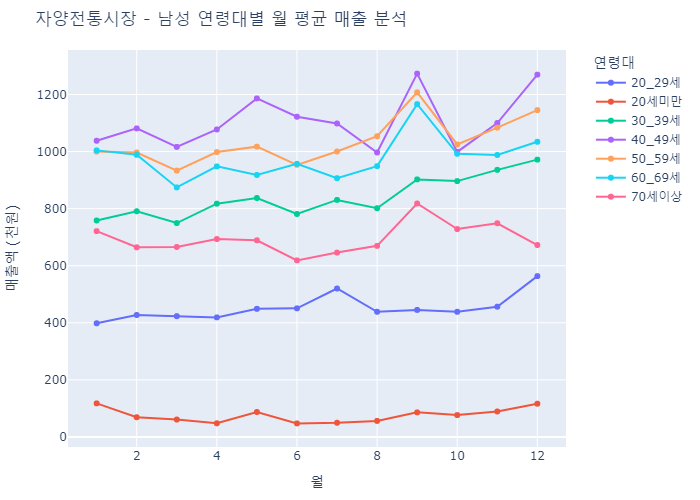 자양전통시장 - 남성 연령대별 월 평균 매출 분석
연령대
20_29세
20세미만
30_39세
40_49세
50_59세
60_69세
70세이상
매출액 (천원)
1200
1000
800
600
400
200
0
2 4 6 8 10 12
월